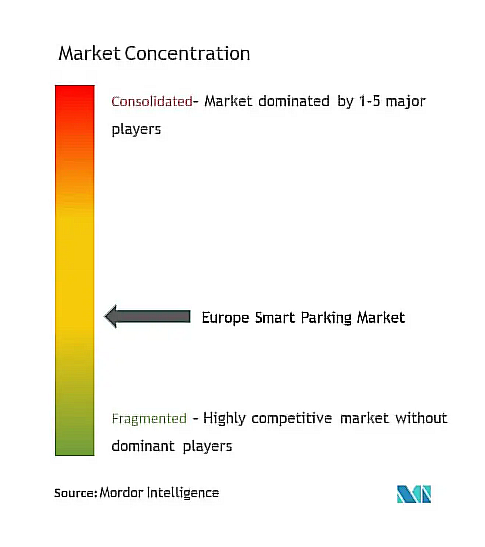 Market Concentration
Consolidated– Market dominated by 1-5 major
players
Europe Smart Parking Market
Fragmented – Highly competitive market without
dominant players
Source: Mordor Intelligence